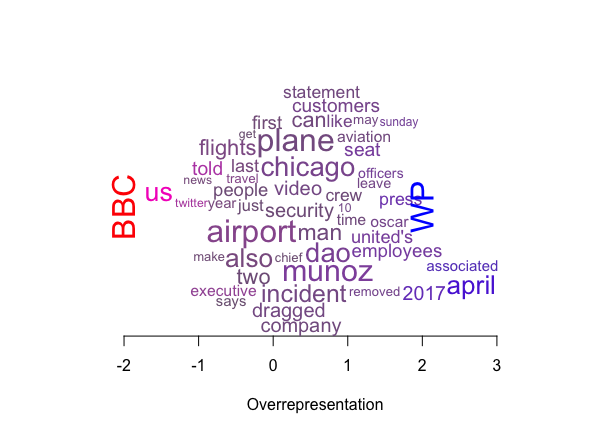 statement
customers
first can like may sunday
get plane aviation
flights seat
told last chicago officers
news travel leave
BBC us people video crew press WP
twitter year just security 10
time oscar
airport man united's
make also chief dao employees
two munoz associated
executive incident removed 2017 april
says
dragged
company
-2 -1 0 1 2 3
Overrepresentation